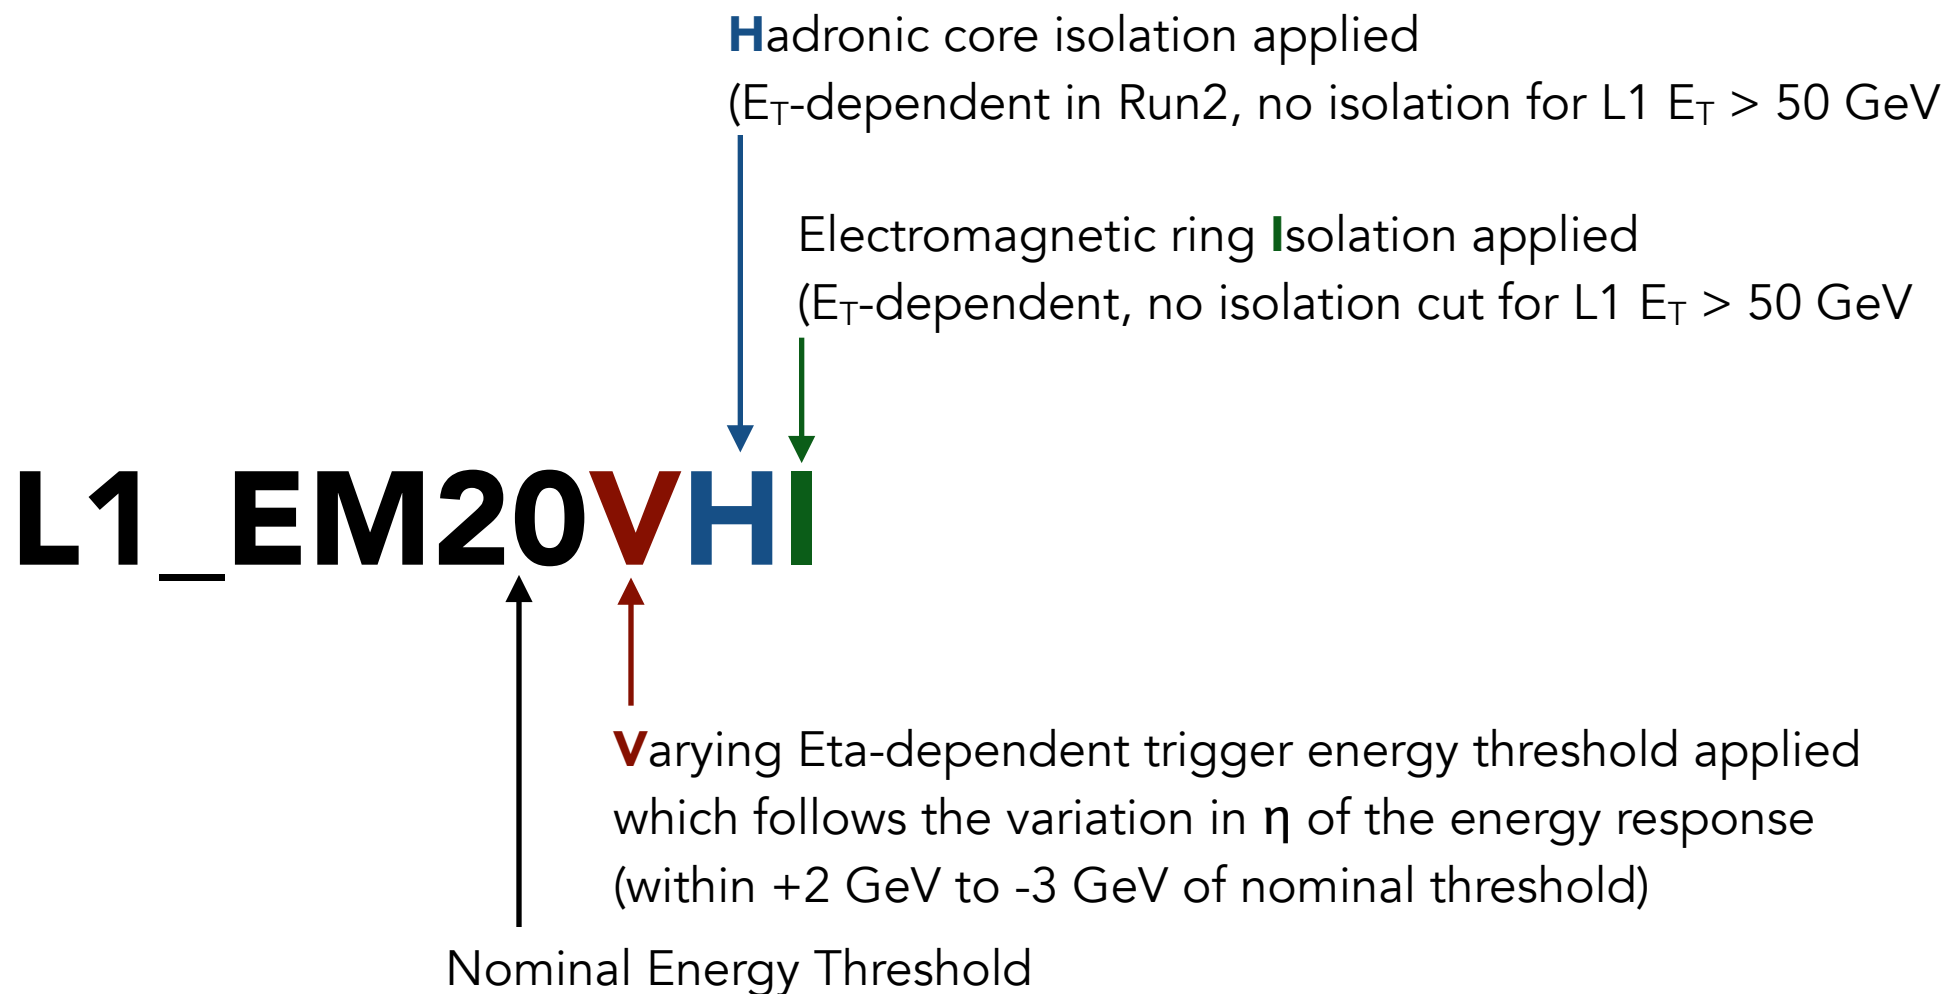 Hadronic core isolation applied
(ET-dependent in Run2, no isolation for L1 ET > 50 GeV
Electromagnetic ring Isolation applied
(ET-dependent, no isolation cut for L1 ET > 50 GeV
L1_EM20VHI
Varying Eta-dependent trigger energy threshold applied
which follows the variation in η of the energy response
(within +2 GeV to -3 GeV of nominal threshold)
Nominal Energy Threshold